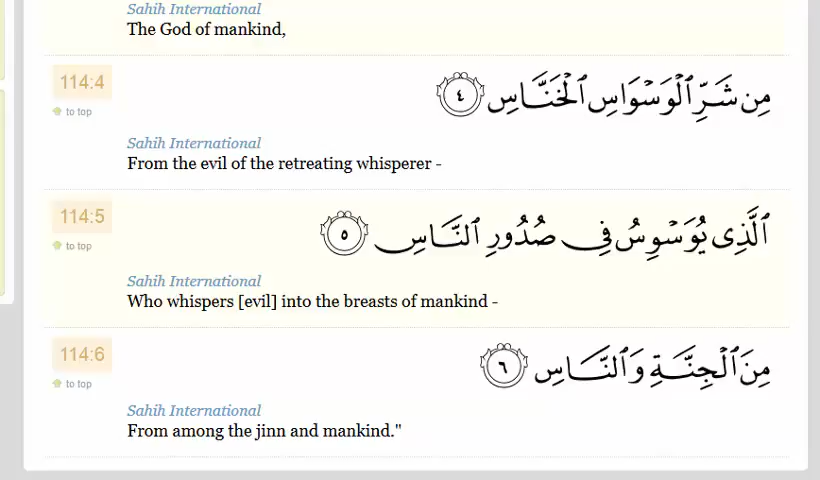 Sahih International
The God of mankind,
114:4
مِن شَرِّ ٱلْوَسْوَاسِ ٱلْخَنَّاسِ ٤
to top
Sahih International
From the evil of the retreating whisperer -
114:5
ٱلَّذِى يُوَسْوِسُ فِى صُدُورِ ٱلنَّاسِ ٥
to top
Sahih International
Who whispers [evil] into the breasts of mankind -
114:6
مِنَ ٱلْجِنَّةِ وَٱلنَّاسِ ٦
to top
Sahih International
From among the jinn and mankind."